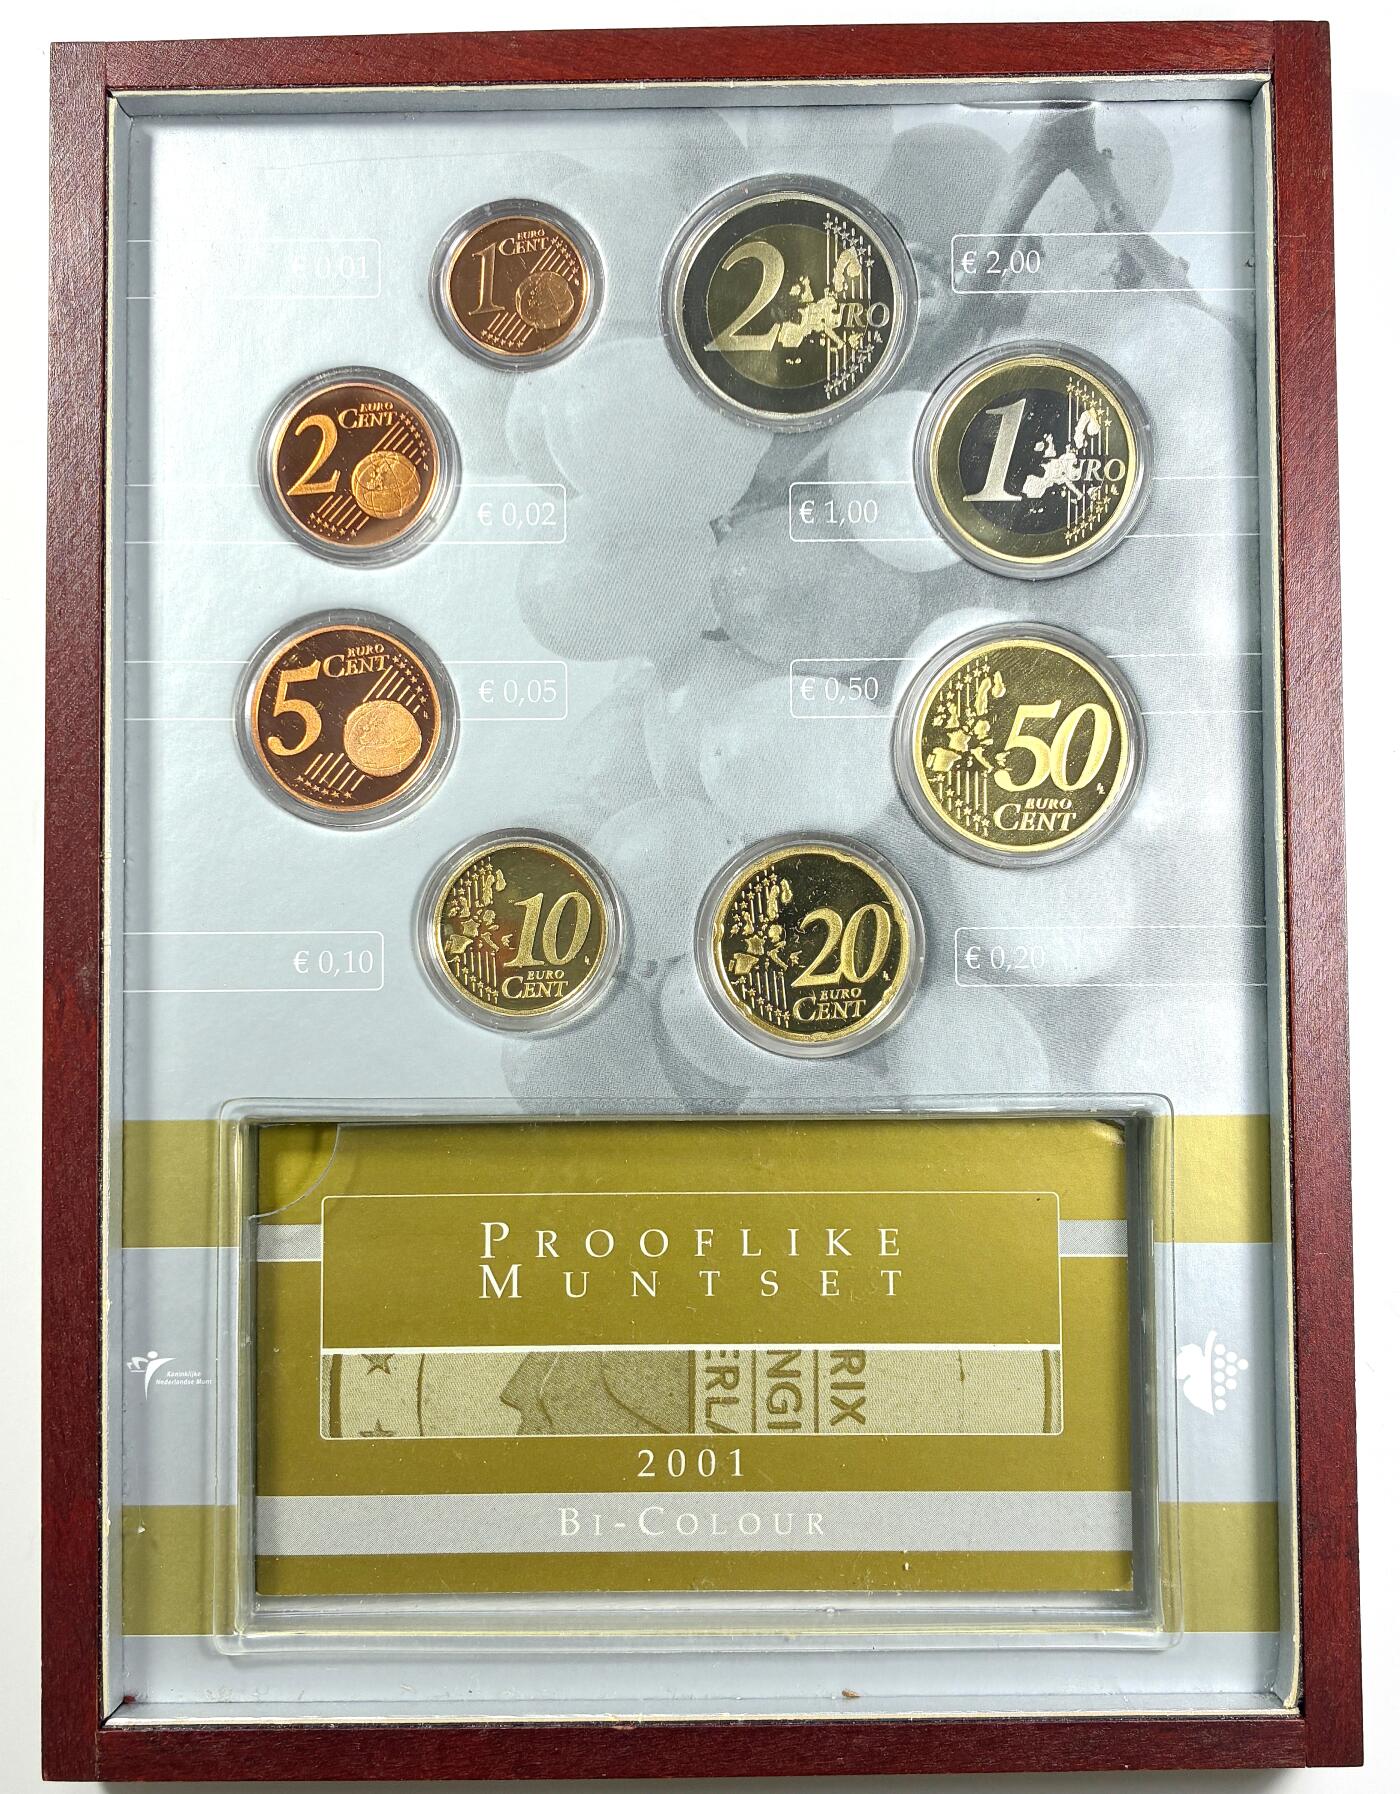 1 EURO CENT
€ 0,01
2 EURO
€ 2,00
2 EURO CENT
€ 0,02
1 EURO
€ 1,00
5 EURO CENT
€ 0,05
50 EURO CENT
€ 0,50
10 EURO CENT
€ 0,10
20 EURO CENT
€ 0,20
PROOFLIKE
MUNTSET
ERLA
NGI
RIX
Koninklijke
Nederlandse Munt
2001
BI-COLOUR